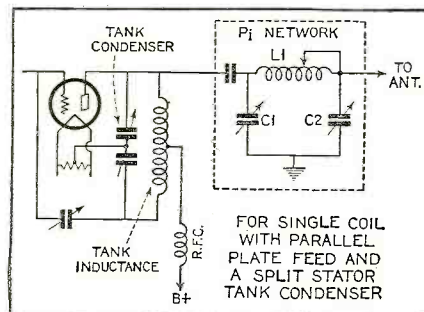 TANK
CONDENSER
Pi NETWORK
L1
TO
ANT.
C1
C2
TANK
INDUCTANCE
R.F.C.
B+
FOR SINGLE COIL
WITH PARALLEL
PLATE FEED AND
A SPLIT STATOR
TANK CONDENSER